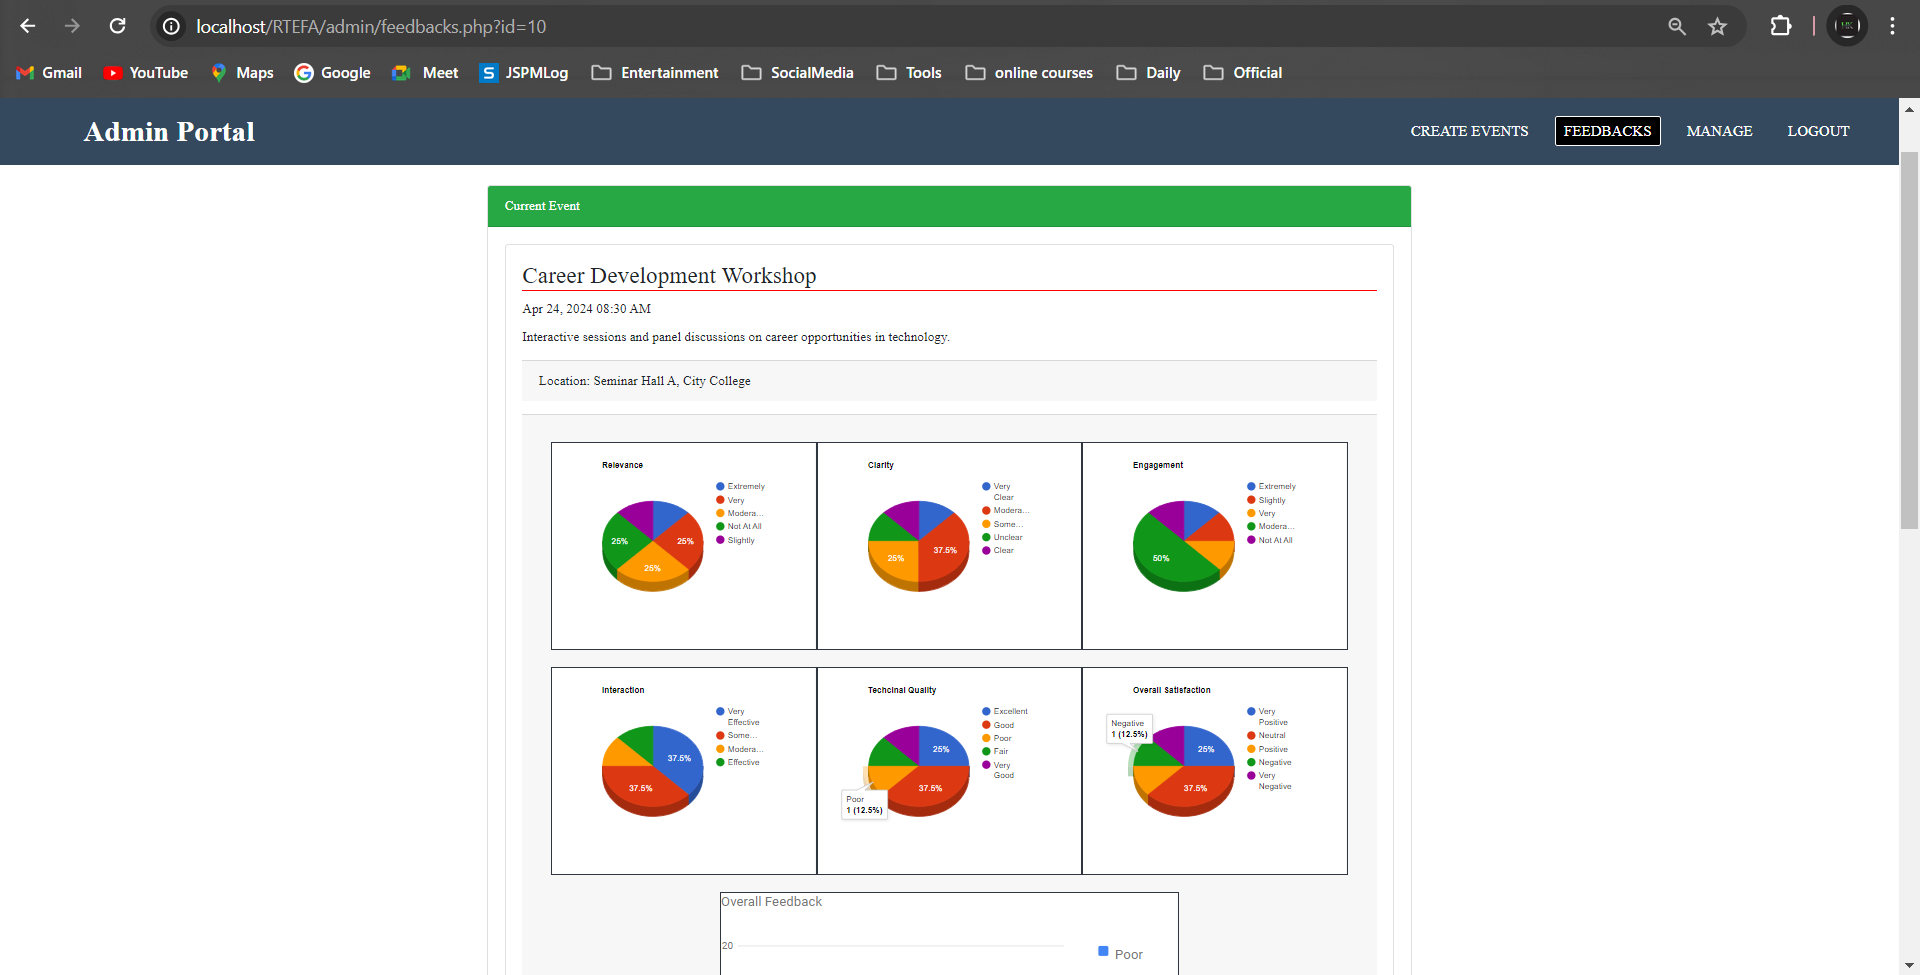 localhost/RTEFA/admin/feedbacks.php?id=10
Gmail YouTube Maps Google Meet JSPMLog Entertainment SocialMedia Tools online courses Daily Official
Admin Portal
CREATE EVENTS FEEDBACKS MANAGE LOGOUT
Current Event
Career Development Workshop
Apr 24, 2024 08:30 AM
Interactive sessions and panel discussions on career opportunities in technology.
Location: Seminar Hall A, City College
Relevance
Extremely
Very
Modera...
Not At All
Slightly
25%
25%
25%
Clarity
Very
Clear
Modera...
Some...
Unclear
Clear
37.5%
25%
Engagement
Extremely
Slightly
Very
Modera...
Not At All
50%
Interaction
Very
Effective
Some...
Modera...
Effective
37.5%
37.5%
Techcinal Quality
Excellent
Good
Poor
Fair
Very
Good
25%
37.5%
Poor
1 (12.5%)
Overall Satisfaction
Very
Positive
Neutral
Positive
Negative
Very
Negative
Negative
1 (12.5%)
25%
37.5%
Overall Feedback
20
Poor